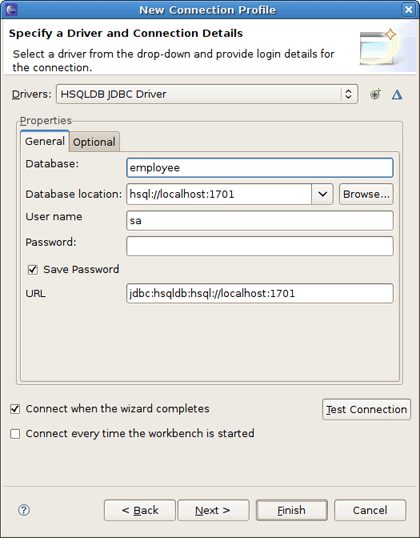 New Connection Profile
Specify a Driver and Connection Details
Select a driver from the drop-down and provide login details for
the connection.
Drivers: HSQLDB JDBC Driver
Properties
General Optional
Database: employee
Database location: hsql://localhost:1701 Browse...
User name sa
Password:
Save Password
URL jdbc:hsqldb:hsql://localhost:1701
Connect when the wizard completes Test Connection
Connect every time the workbench is started
? < Back Next > Finish Cancel